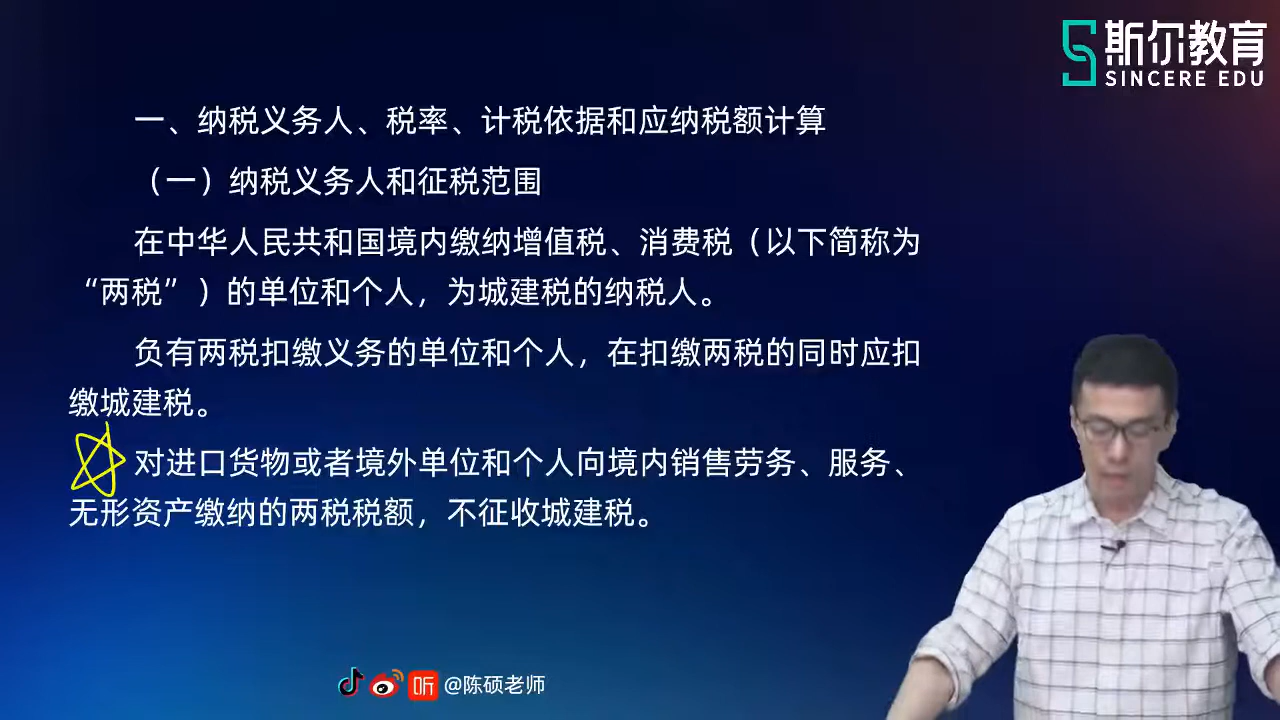 斯尔教育
SINCERE EDU
一、纳税义务人、税率、计税依据和应纳税额计算
（一）纳税义务人和征税范围
在中华人民共和国境内缴纳增值税、消费税（以下简称为
“两税”）的单位和个人，为城建税的纳税人。
负有两税扣缴义务的单位和个人，在扣缴两税的同时应扣
缴城建税。
对进口货物或者境外单位和个人向境内销售劳务、服务、
无形资产缴纳的两税税额，不征收城建税。
听 @陈硕老师